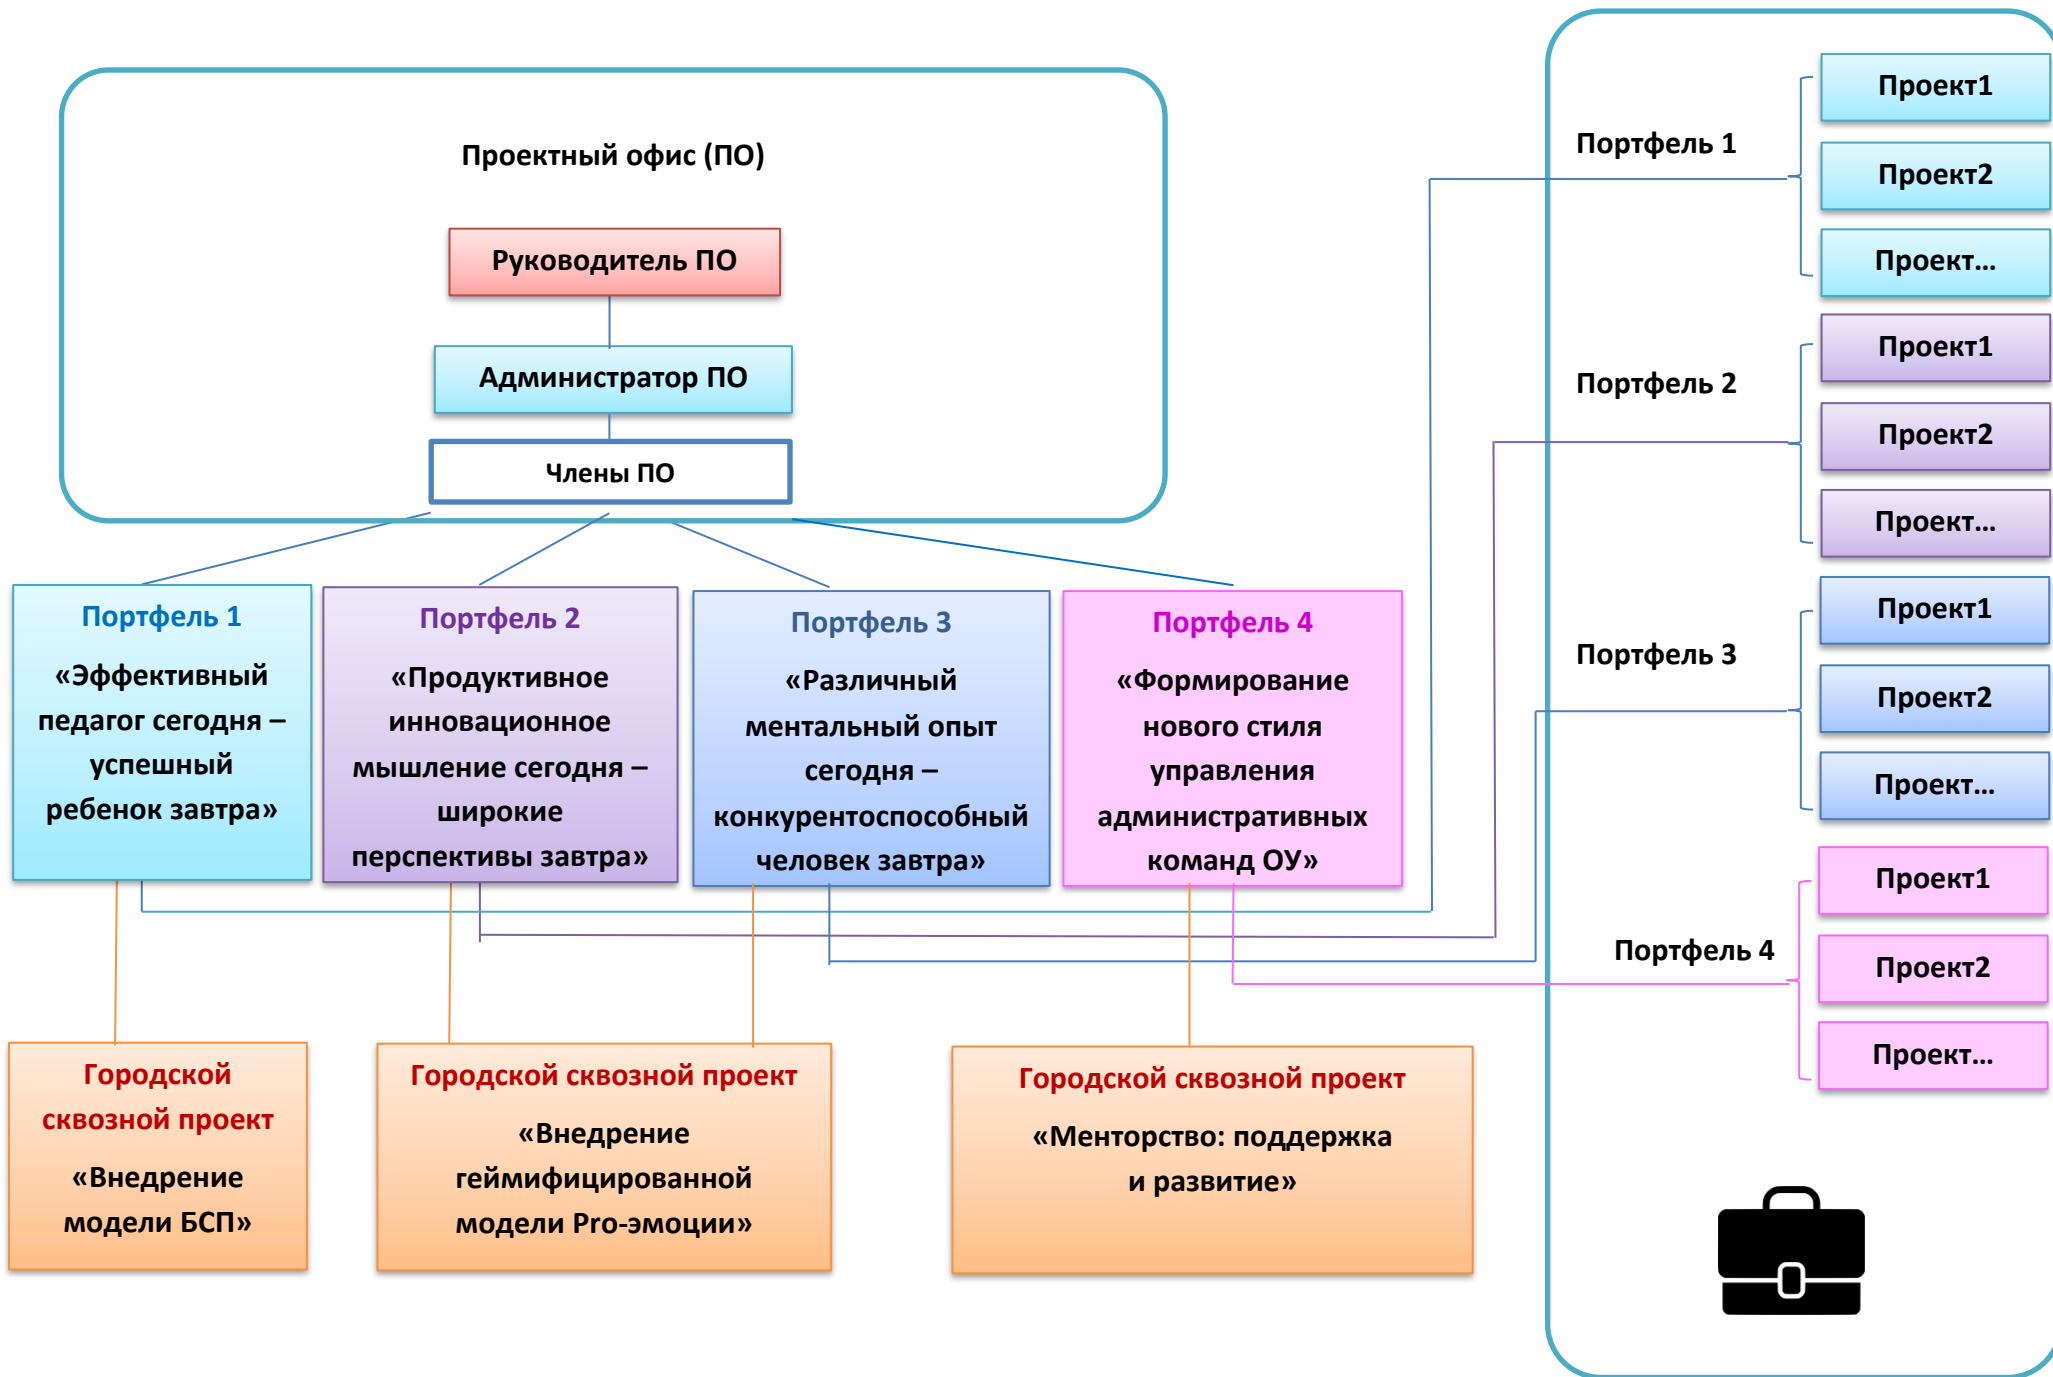 Проектный офис (ПО)
Руководитель ПО
Администратор ПО
Члены ПО
Портфель 1
«Эффективный
педагог сегодня –
успешный
ребенок завтра»
Портфель 2
«Продуктивное
инновационное
мышление сегодня –
широкие
перспективы завтра»
Портфель 3
«Различный
ментальный опыт
сегодня –
конкурентоспособный
человек завтра»
Портфель 4
«Формирование
нового стиля
управления
административных
команд ОУ»
Городской
сквозной проект
«Внедрение
модели БСП»
Городской сквозной проект
«Внедрение
геймифицированной
модели Pro-эмоции»
Городской сквозной проект
«Менторство: поддержка
и развитие»
Портфель 1
Проект1
Проект2
Проект...
Портфель 2
Проект1
Проект2
Проект...
Портфель 3
Проект1
Проект2
Проект...
Портфель 4
Проект1
Проект2
Проект...